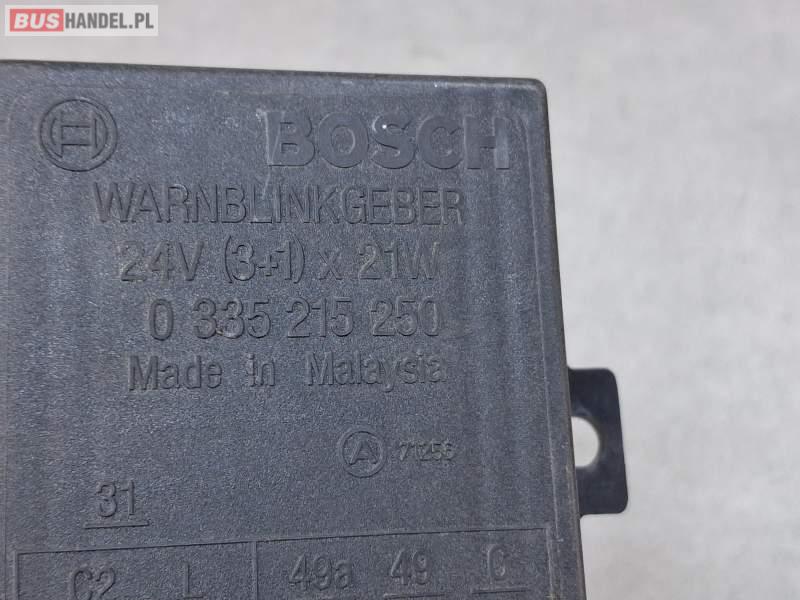 BUSHANDEL.PL
BOSCH
WARNBLINKGEBER
24V (3+1) x 21W
0 335 215 250
Made in Malaysia
A 71256
31
C2 L 49a 49 C